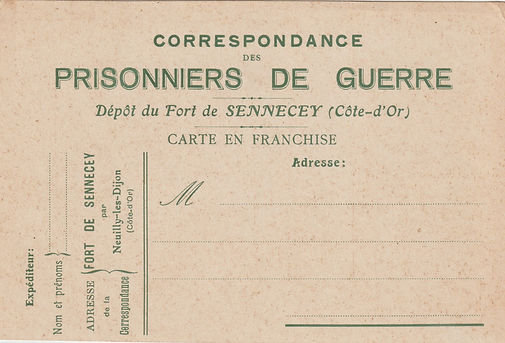 CORRESPONDANCE
DES
PRISONNIERS DE GUERRE
Dépôt du Fort de SENNECEY (Côte-d'Or)
CARTE EN FRANCHISE
Adresse:
M
Expéditeur:
Nom et prénoms
ADRESSE
de la
Correspondance
FORT DE SENNECEY
par
Neuilly-les-Dijon
(Côte-d'Or)